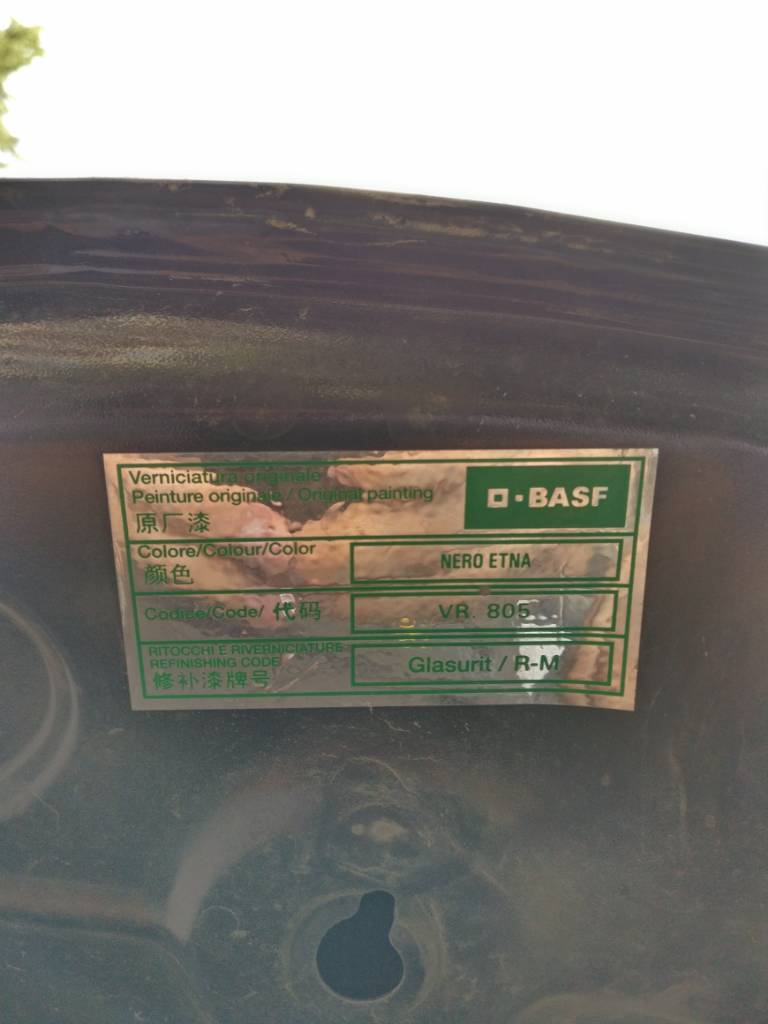 Verniciatura originale
Peinture originale / Original painting
原厂漆
BASF
Colore/Colour/Color
颜色
NERO ETNA
Codice/Code/ 代码
VR. 805
RITOCCHI E RIVERNICIATURE
REFINISHING CODE
修补漆牌号
Glasurit / R-M